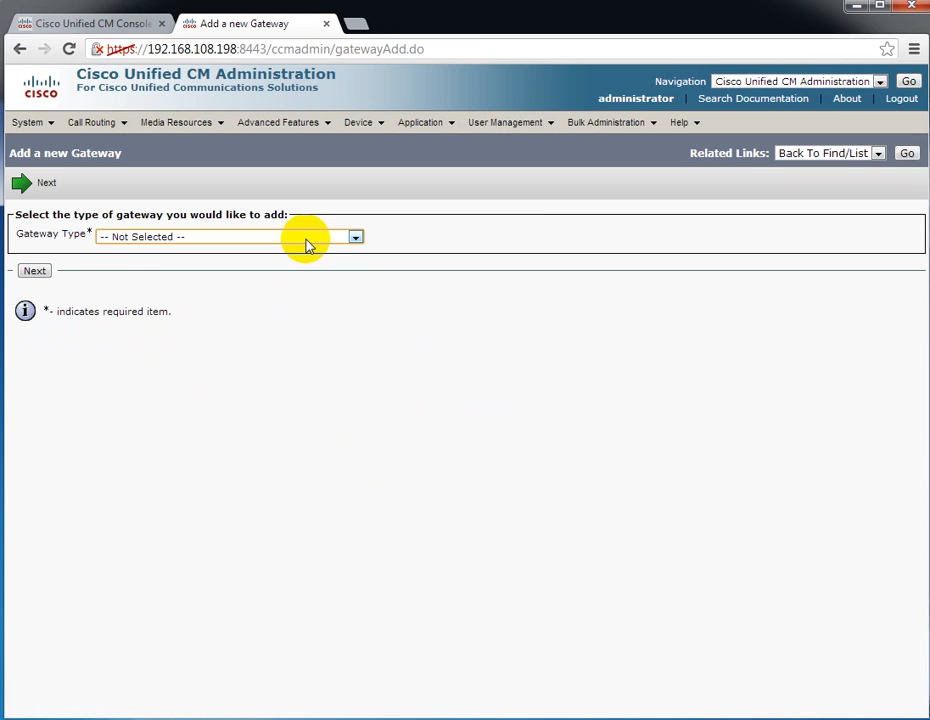 Cisco Unified CM Console
Add a new Gateway
https://192.168.108.198:8443/ccmadmin/gatewayAdd.do
CISCO
Cisco Unified CM Administration
For Cisco Unified Communications Solutions
Navigation Cisco Unified CM Administration Go
administrator | Search Documentation | About | Logout
System Call Routing Media Resources Advanced Features Device Application User Management Bulk Administration Help
Add a new Gateway Related Links: Back To Find/List Go
Next
Select the type of gateway you would like to add:
Gateway Type* -- Not Selected --
Next
i *- indicates required item.